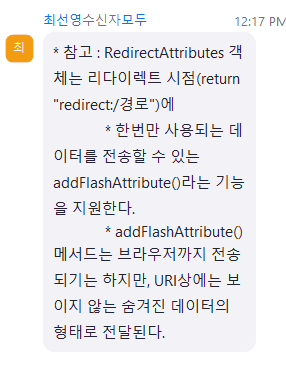 최선영수신자모두 12:17 PM
최
* 참고 : RedirectAttributes 객
체는 리다이렉트 시점(return
"redirect:/경로")에
* 한번만 사용되는 데
이터를 전송할 수 있는
addFlashAttribute()라는 기능
을 지원한다.
* addFlashAttribute()
메서드는 브라우저까지 전송
되기는 하지만, URI상에는 보
이지 않는 숨겨진 데이터의
형태로 전달된다.